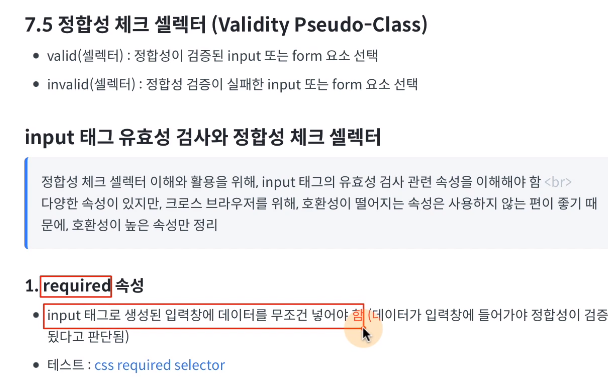 7.5 정합성 체크 셀렉터 (Validity Pseudo-Class)
valid(셀렉터) : 정합성이 검증된 input 또는 form 요소 선택
invalid(셀렉터) : 정합성 검증이 실패한 input 또는 form 요소 선택
input 태그 유효성 검사와 정합성 체크 셀렉터
정합성 체크 셀렉터 이해와 활용을 위해, input 태그의 유효성 검사 관련 속성을 이해해야 함 <br>
다양한 속성이 있지만, 크로스 브라우저를 위해, 호환성이 떨어지는 속성은 사용하지 않는 편이 좋기 때
문에, 호환성이 높은 속성만 정리
1. required 속성
input 태그로 생성된 입력창에 데이터를 무조건 넣어야 함 (데이터가 입력창에 들어가야 정합성이 검증
됬다고 판단됨)
테스트 : css required selector